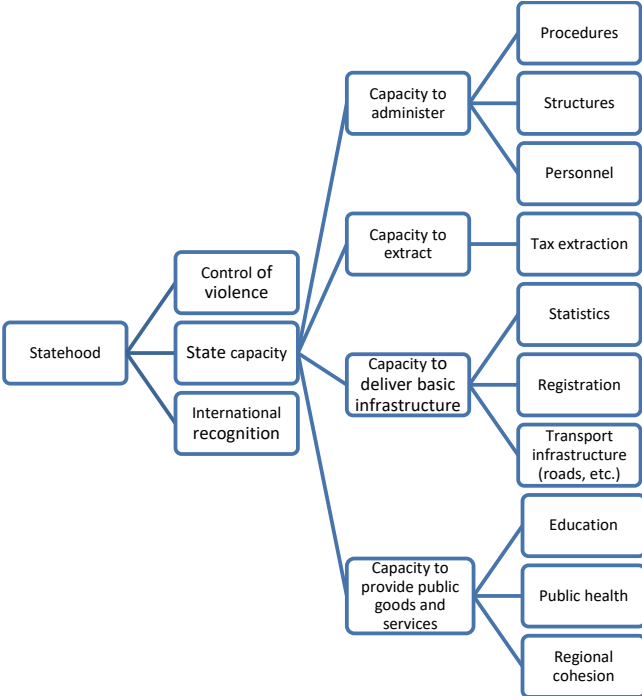 Statehood
Control of
violence
State capacity
International
recognition
Capacity to
administer
Procedures
Structures
Personnel
Capacity to
extract
Tax extraction
Capacity to
deliver basic
infrastructure
Statistics
Registration
Transport
infrastructure
(roads, etc.)
Capacity to
provide public
goods and
services
Education
Public health
Regional
cohesion